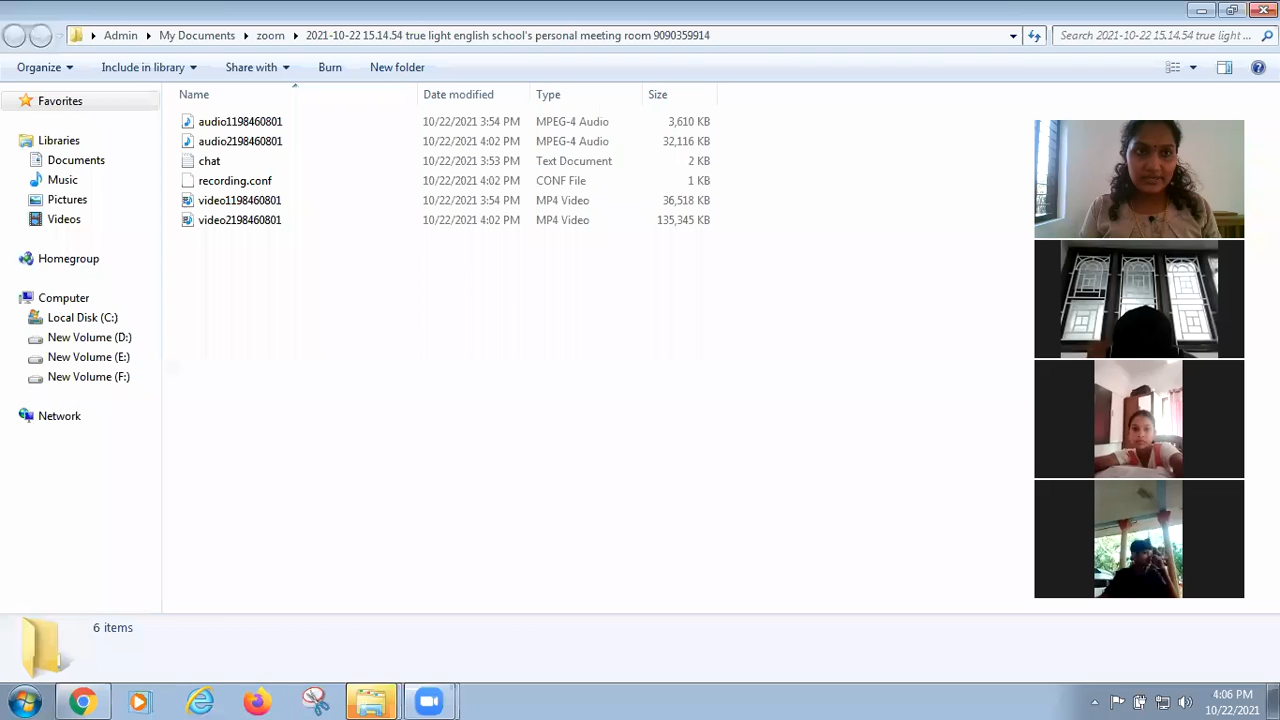 Admin My Documents zoom 2021-10-22 15.14.54 true light english school's personal meeting room 9090359914 Search 2021-10-22 15.14.54 true light ...
Organize Include in library Share with Burn New folder
Name Date modified Type Size
Favorites
Libraries
Documents
Music
Pictures
Videos
Homegroup
Computer
Local Disk (C:)
New Volume (D:)
New Volume (E:)
New Volume (F:)
Network
audio1198460801 10/22/2021 3:54 PM MPEG-4 Audio 3,610 KB
audio2198460801 10/22/2021 4:02 PM MPEG-4 Audio 32,116 KB
chat 10/22/2021 3:53 PM Text Document 2 KB
recording.conf 10/22/2021 4:02 PM CONF File 1 KB
video1198460801 10/22/2021 3:54 PM MP4 Video 36,518 KB
video2198460801 10/22/2021 4:02 PM MP4 Video 135,345 KB
6 items
4:06 PM
10/22/2021